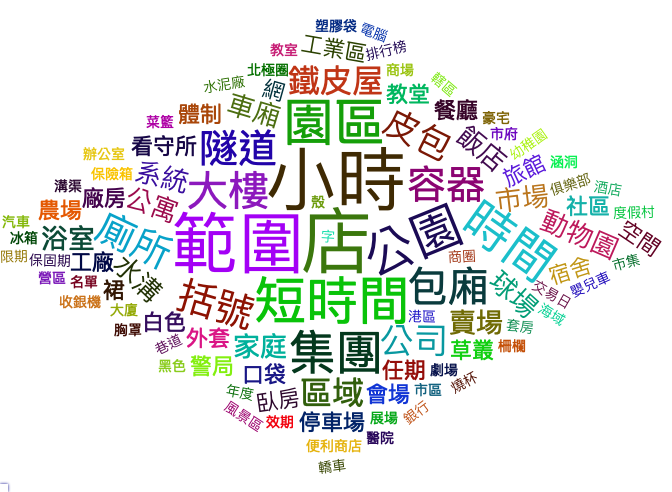 塑膠袋
電腦
教室
工業區
排行榜
北極圈
鐵皮屋
商場
轄區
水泥廠
網
教堂
體制
車廂
園區
皮包
餐廳
豪宅
菜籃
看守所
隧道
飯店
市府
幼稚園
辦公室
保險箱
系統
大樓
小時
容器
旅館
涵洞
溝渠
廠房
公寓
殼
市場
俱樂部
酒店
農場
社區
度假村
汽車
浴室
廁所
範圍
店
字
公園
時間
動物園
空間
冰箱
限期
保固期
工廠
水溝
商圈
宿舍
市集
營區
名單
裙
括號
短時間
包廂
球場
交易日
嬰兒車
收銀機
大廈
白色
港區
賣場
套房
海域
胸罩
巷道
外套
家庭
集團
公司
草叢
柵欄
黑色
警局
口袋
任期
劇場
燒杯
年度
臥房
區域
會場
市區
風景區
效期
停車場
展場
銀行
便利商店
醫院
轎車